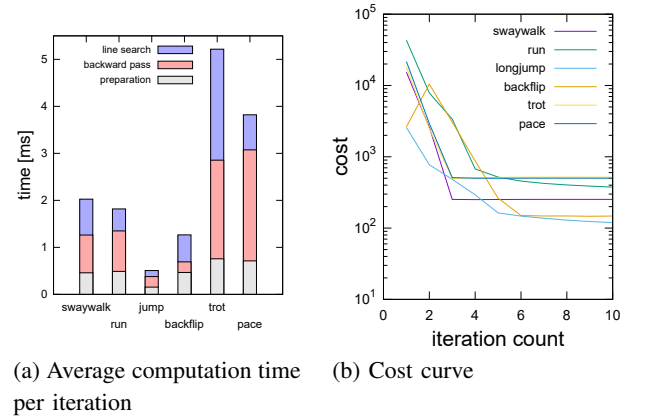 5
4
3
2
1
0
time [ms]
line search
backward pass
preparation
swaywalk
jump
trot
run
backflip
pace
(a) Average computation time
per iteration
10^5
10^4
10^3
10^2
10^1
cost
swaywalk
run
longjump
backflip
trot
pace
0 2 4 6 8 10
iteration count
(b) Cost curve